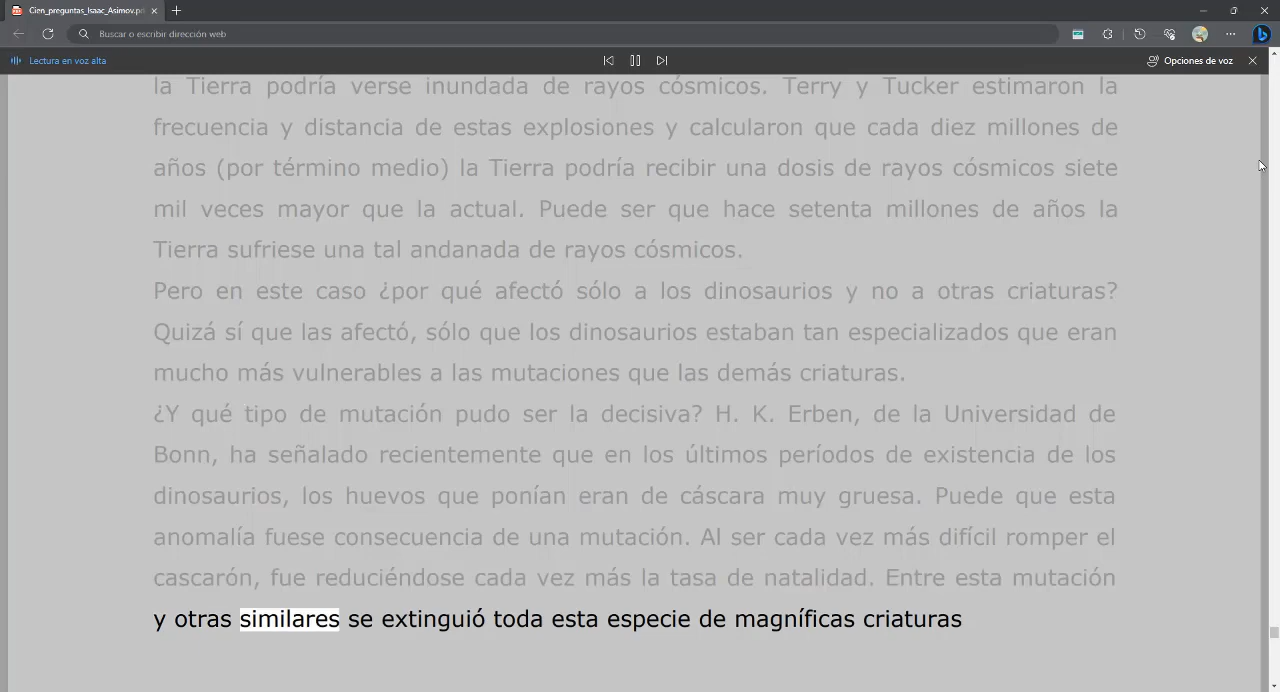 Cien_preguntas_Isaac_Asimov.pd
Buscar o escribir dirección web
Lectura en voz alta
Opciones de voz
la Tierra podría verse inundada de rayos cósmicos. Terry y Tucker estimaron la
frecuencia y distancia de estas explosiones y calcularon que cada diez millones de
años (por término medio) la Tierra podría recibir una dosis de rayos cósmicos siete
mil veces mayor que la actual. Puede ser que hace setenta millones de años la
Tierra sufriese una tal andanada de rayos cósmicos.
Pero en este caso ¿por qué afectó sólo a los dinosaurios y no a otras criaturas?
Quizá sí que las afectó, sólo que los dinosaurios estaban tan especializados que eran
mucho más vulnerables a las mutaciones que las demás criaturas.
¿Y qué tipo de mutación pudo ser la decisiva? H. K. Erben, de la Universidad de
Bonn, ha señalado recientemente que en los últimos períodos de existencia de los
dinosaurios, los huevos que ponían eran de cáscara muy gruesa. Puede que esta
anomalía fuese consecuencia de una mutación. Al ser cada vez más difícil romper el
cascarón, fue reduciéndose cada vez más la tasa de natalidad. Entre esta mutación
y otras similares se extinguió toda esta especie de magníficas criaturas